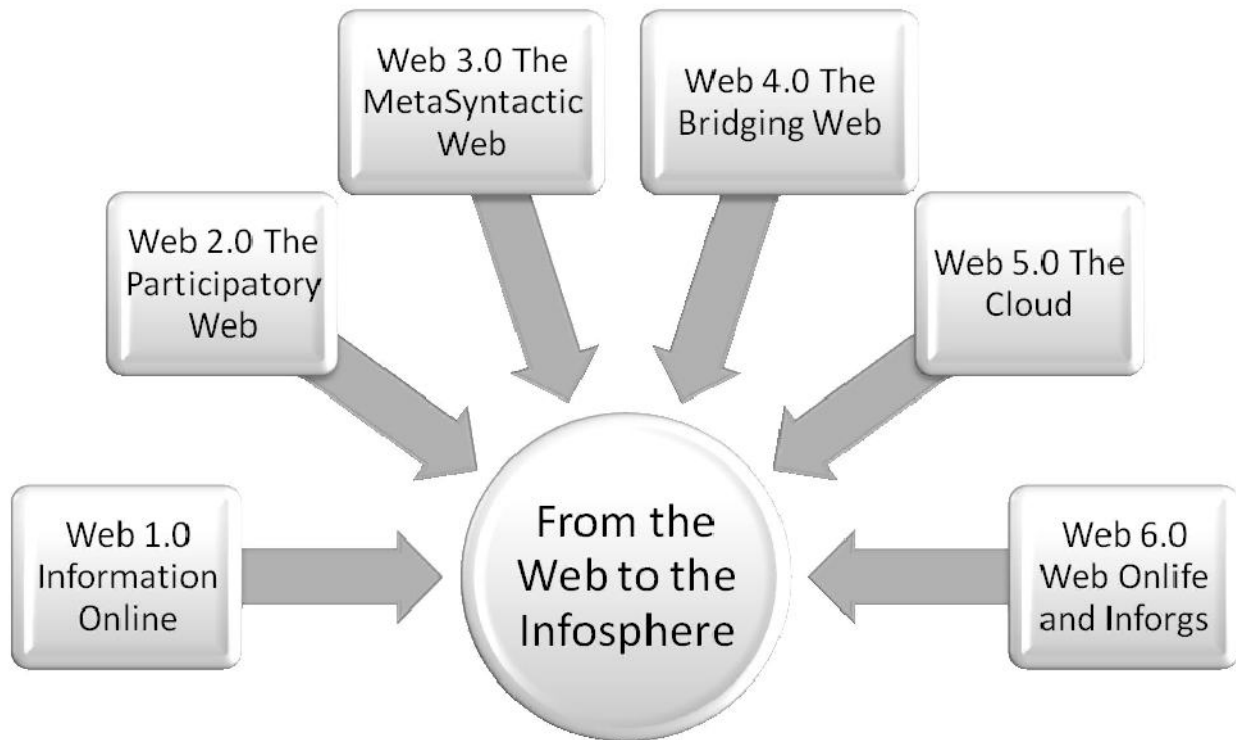 Web 1.0
Information
Online
Web 2.0 The
Participatory
Web
Web 3.0 The
MetaSyntactic
Web
Web 4.0 The
Bridging Web
Web 5.0 The
Cloud
Web 6.0
Web Onlife
and Inforgs
From the
Web to the
Infosphere